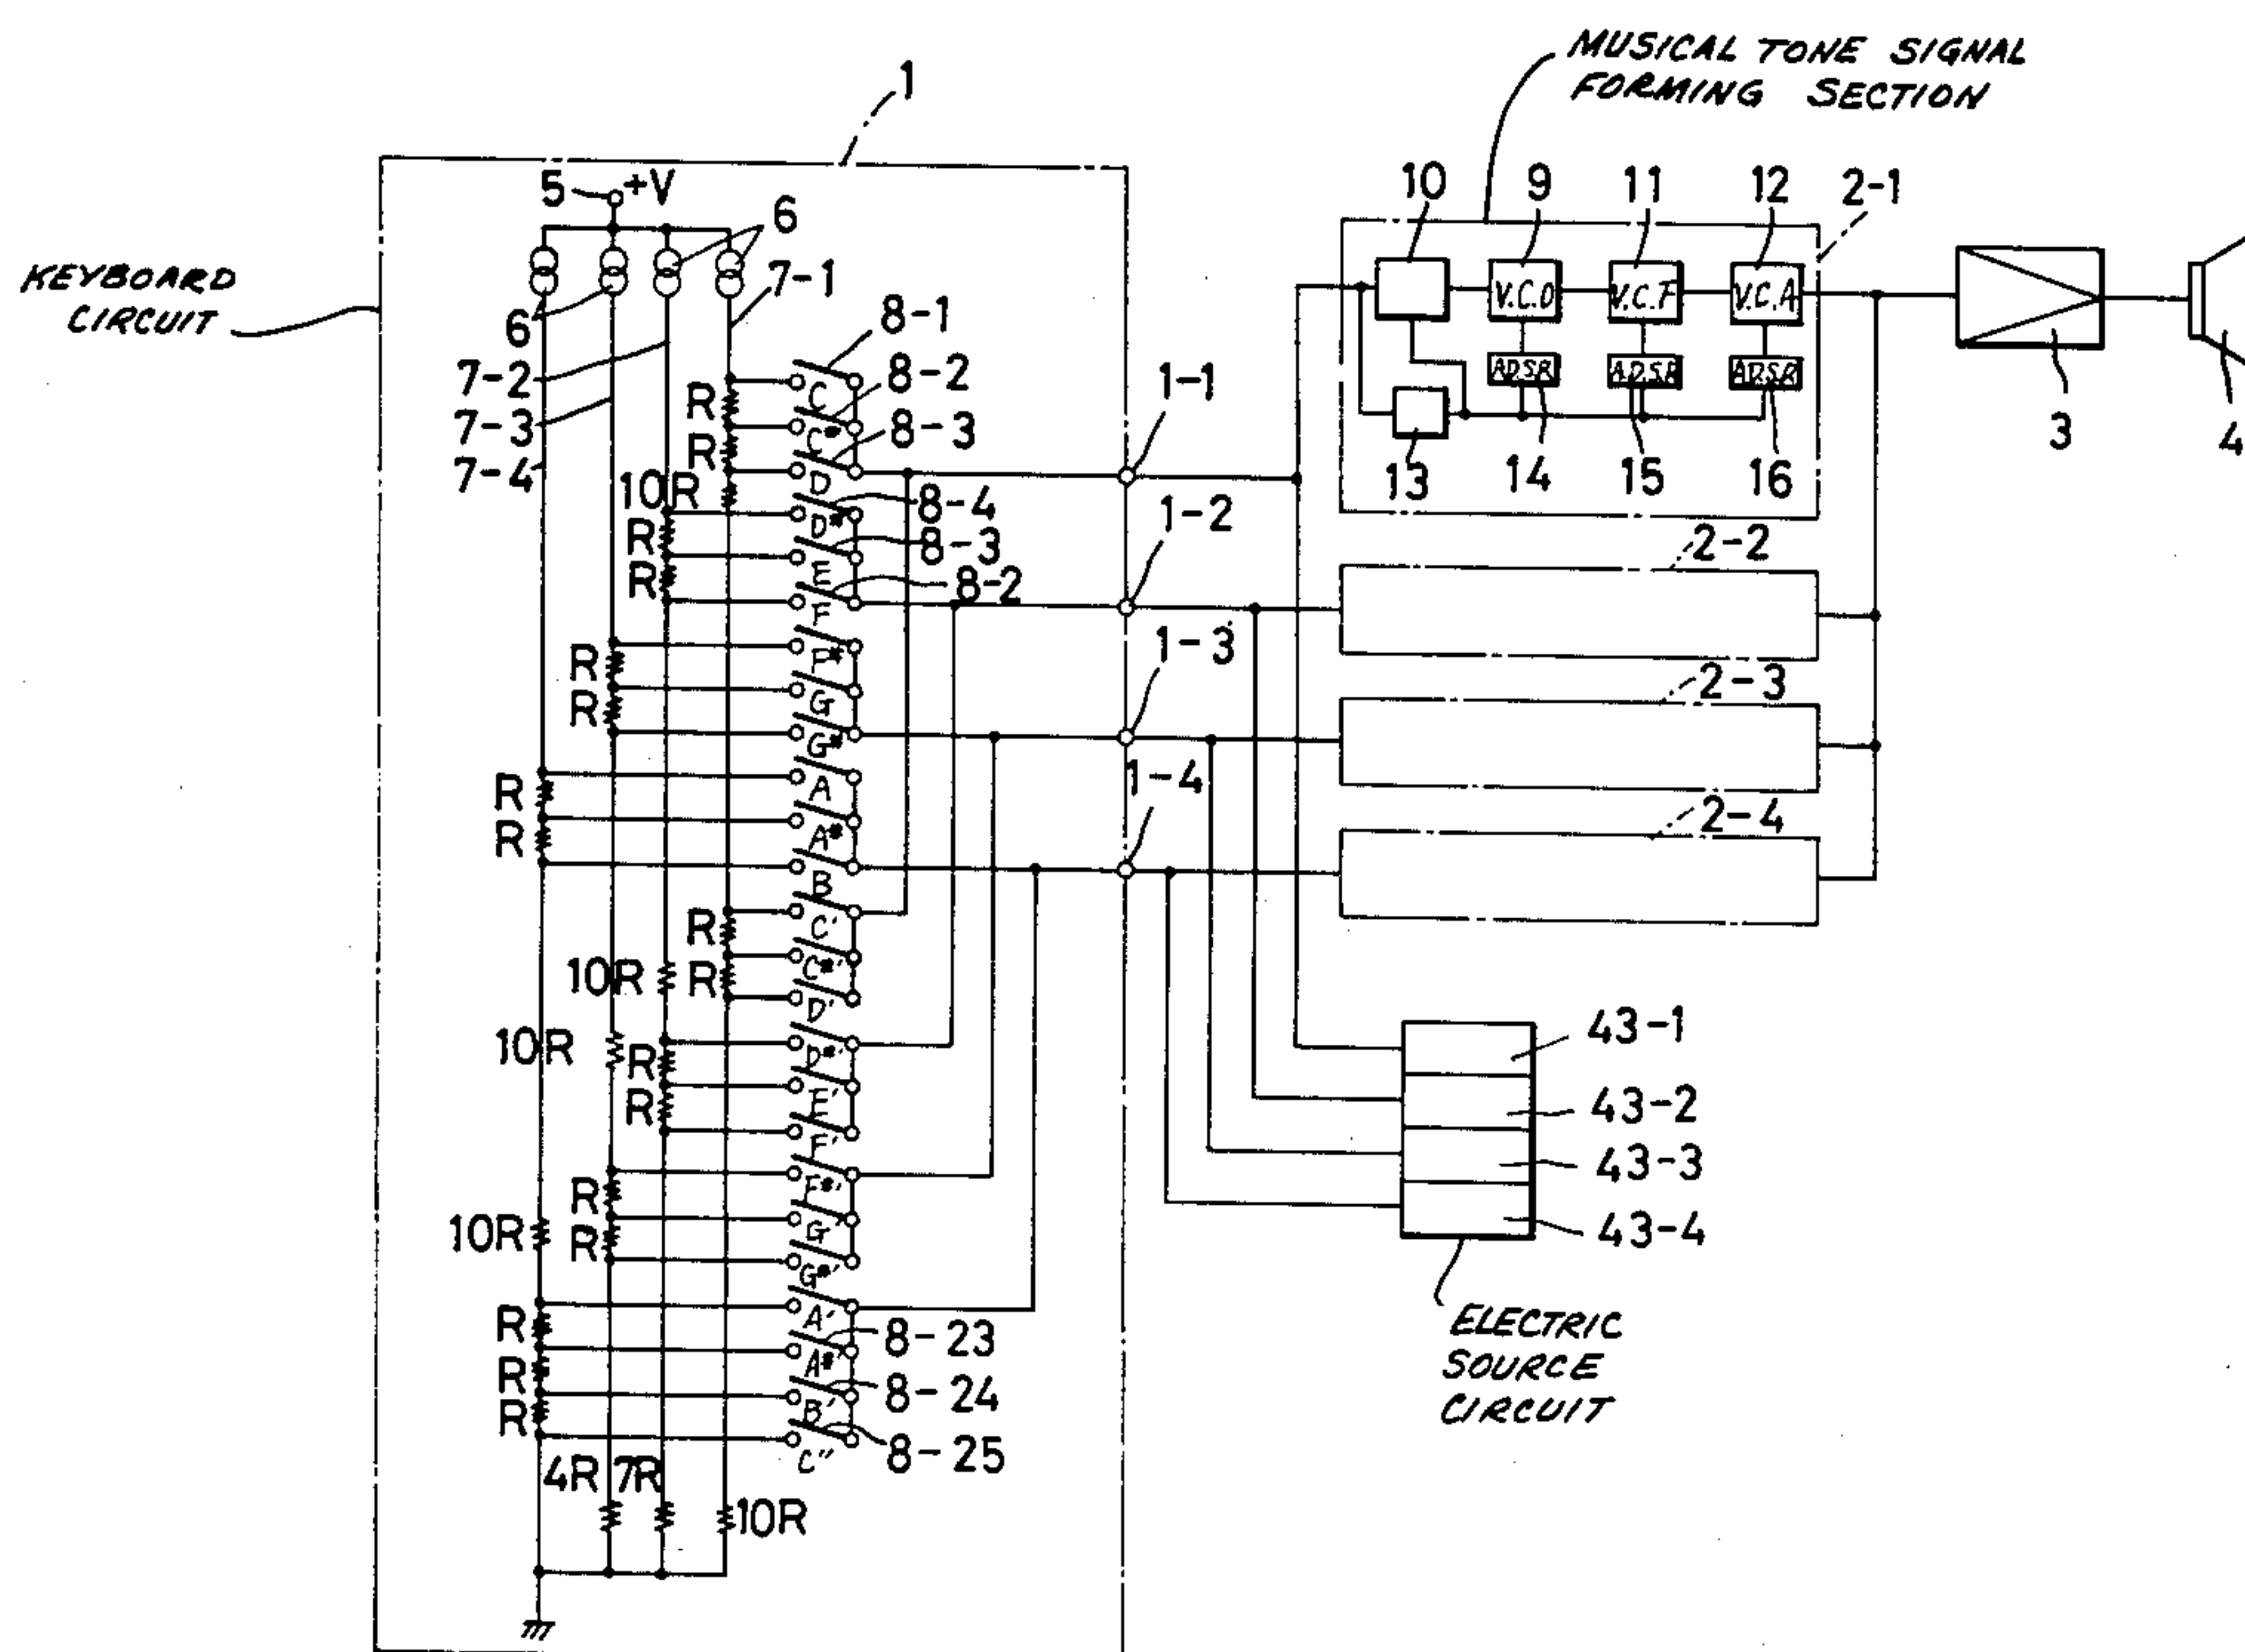 MUSICAL TONE SIGNAL
FORMING SECTION
1
5
+V
6
7-1
KEYBOARD
CIRCUIT
6
7-2
7-3
7-4
8-1
8-2
8-3
8-4
8-3
8-2
1-1
1-2
1-3
1-4
10
9
11
12
2-1
V.C.O
V.C.F
V.C.A
A.D.S.R
A.D.S.R
A.D.S.R
13
14
15
16
3
4
2-2
2-3
2-4
R
C
R
C#
10R
D
R
D#
R
E
F
R
F#
R
G
G#
R
A
R
A#
B
R
C'
10R
R
C#'
D'
10R
R
D#'
R
E'
F'
R
F#'
10R
R
G'
G#'
R
A'
8-23
R
A#'
8-24
R
B'
8-25
C"
4R
7R
10R
43-1
43-2
43-3
43-4
ELECTRIC
SOURCE
CIRCUIT